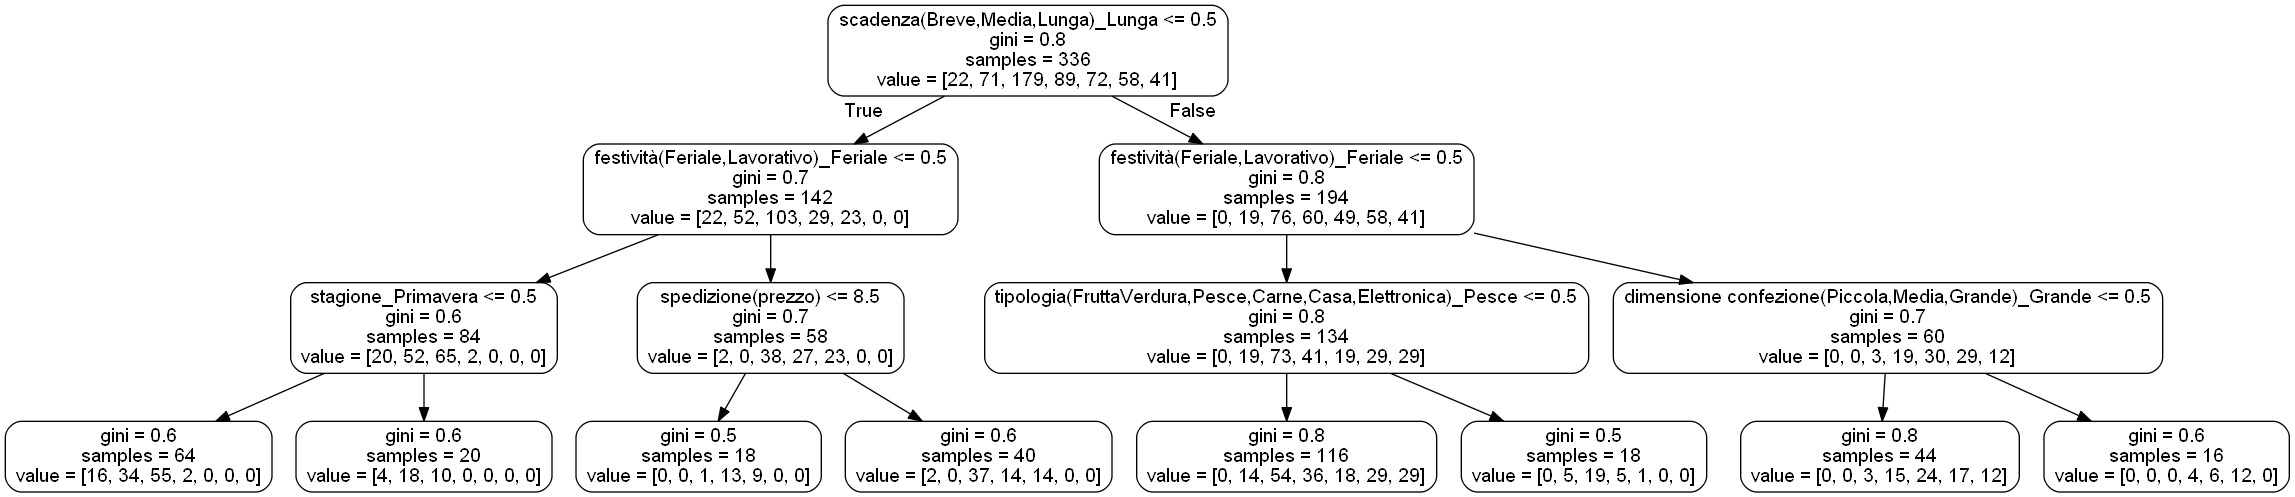 scadenza(Breve,Media,Lunga)_Lunga <= 0.5
gini = 0.8
samples = 336
value = [22, 71, 179, 89, 72, 58, 41]
True
False
festività(Feriale,Lavorativo)_Feriale <= 0.5
gini = 0.7
samples = 142
value = [22, 52, 103, 29, 23, 0, 0]
festività(Feriale,Lavorativo)_Feriale <= 0.5
gini = 0.8
samples = 194
value = [0, 19, 76, 60, 49, 58, 41]
stagione_Primavera <= 0.5
gini = 0.6
samples = 84
value = [20, 52, 65, 2, 0, 0, 0]
spedizione(prezzo) <= 8.5
gini = 0.7
samples = 58
value = [2, 0, 38, 27, 23, 0, 0]
tipologia(FruttaVerdura,Pesce,Carne,Casa,Elettronica)_Pesce <= 0.5
gini = 0.8
samples = 134
value = [0, 19, 73, 41, 19, 29, 29]
dimensione confezione(Piccola,Media,Grande)_Grande <= 0.5
gini = 0.7
samples = 60
value = [0, 0, 3, 19, 30, 29, 12]
gini = 0.6
samples = 64
value = [16, 34, 55, 2, 0, 0, 0]
gini = 0.6
samples = 20
value = [4, 18, 10, 0, 0, 0, 0]
gini = 0.5
samples = 18
value = [0, 0, 1, 13, 9, 0, 0]
gini = 0.6
samples = 40
value = [2, 0, 37, 14, 14, 0, 0]
gini = 0.8
samples = 116
value = [0, 14, 54, 36, 18, 29, 29]
gini = 0.5
samples = 18
value = [0, 5, 19, 5, 1, 0, 0]
gini = 0.8
samples = 44
value = [0, 0, 3, 15, 24, 17, 12]
gini = 0.6
samples = 16
value = [0, 0, 0, 4, 6, 12, 0]